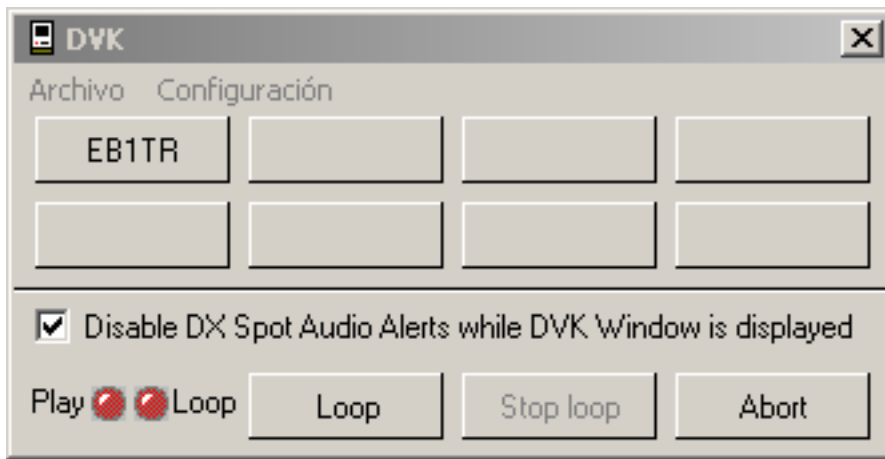 DVK
Archivo Configuración
EB1TR
Disable DX Spot Audio Alerts while DVK Window is displayed
Play Loop Loop Stop loop Abort